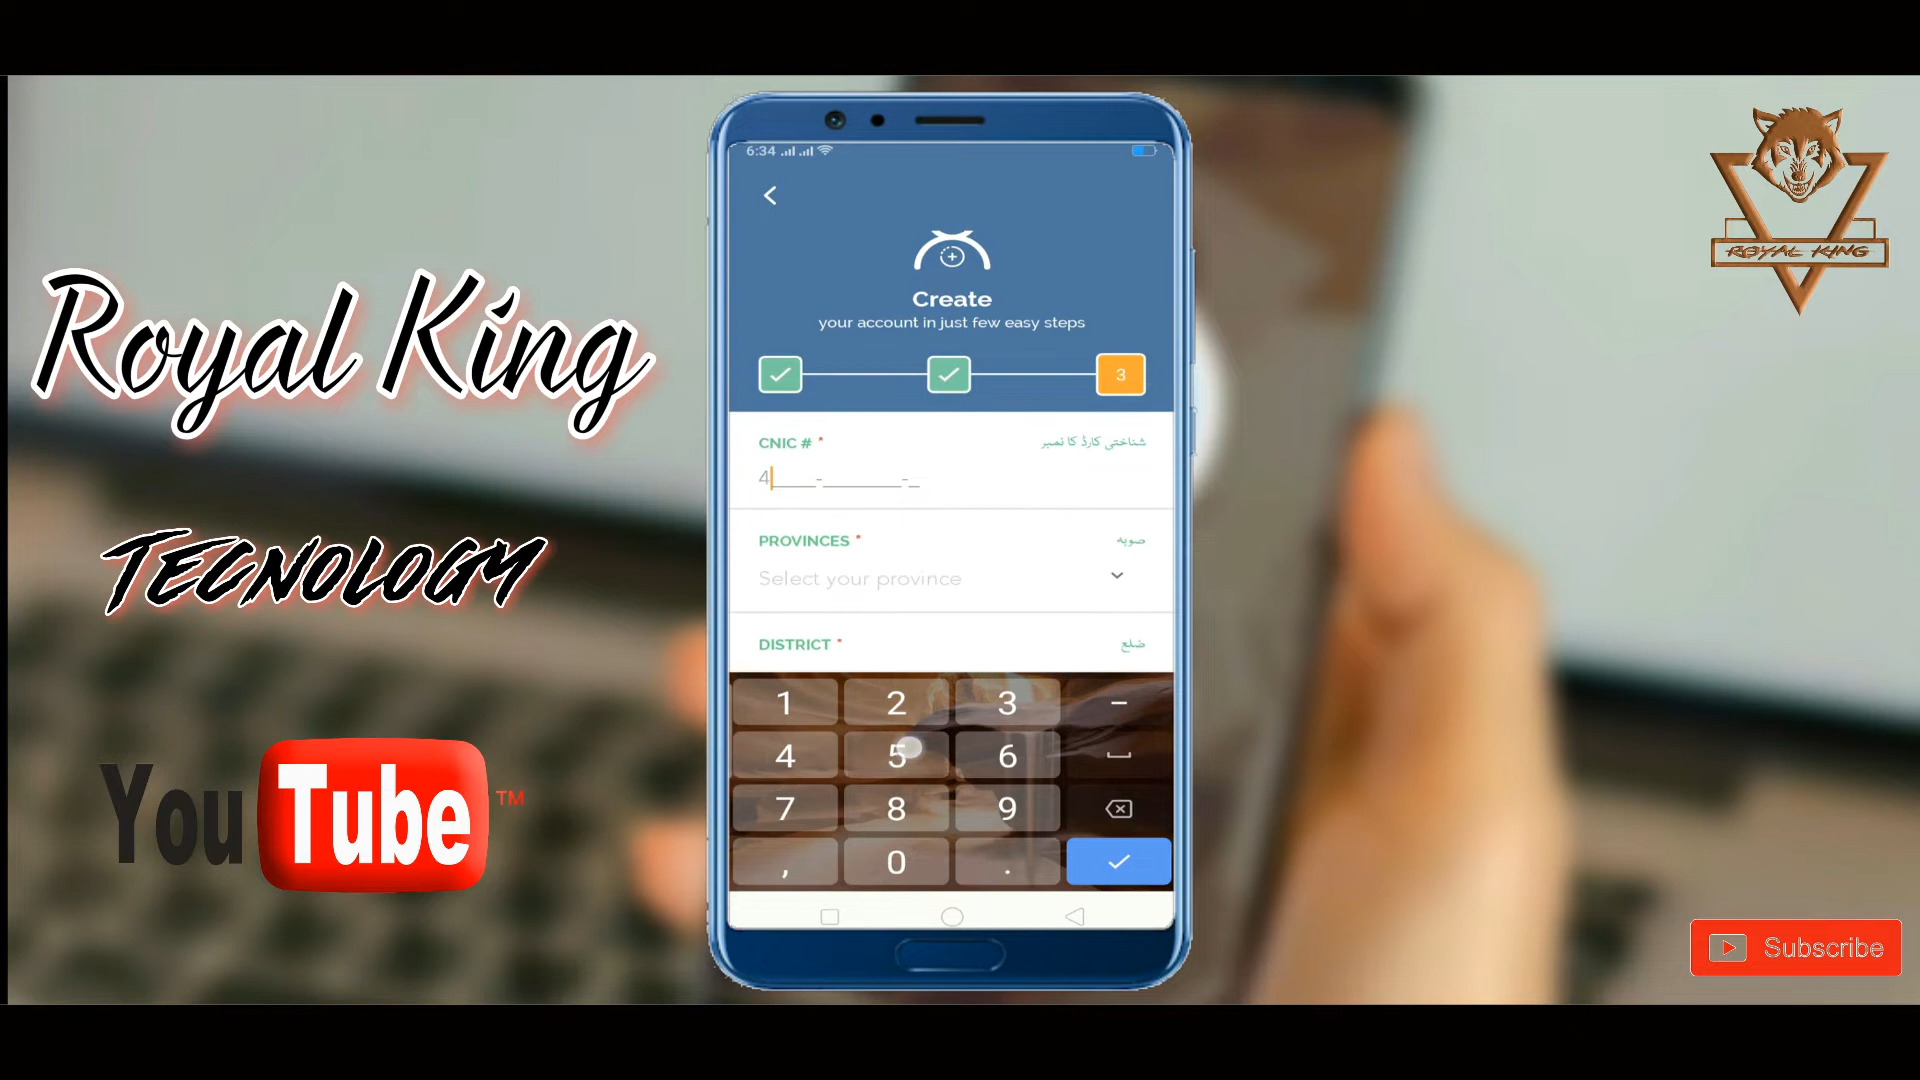 Royal King
TECNOLOGY
YouTube™
ROYAL KING
6:34
Create
your account in just few easy steps
3
CNIC # *
شناختی کارڈ کا نمبر
4____-_______-_
PROVINCES *
صوبہ
Select your province
DISTRICT *
ضلع
1 2 3 -
4 5 6
7 8 9
, 0 .
Subscribe